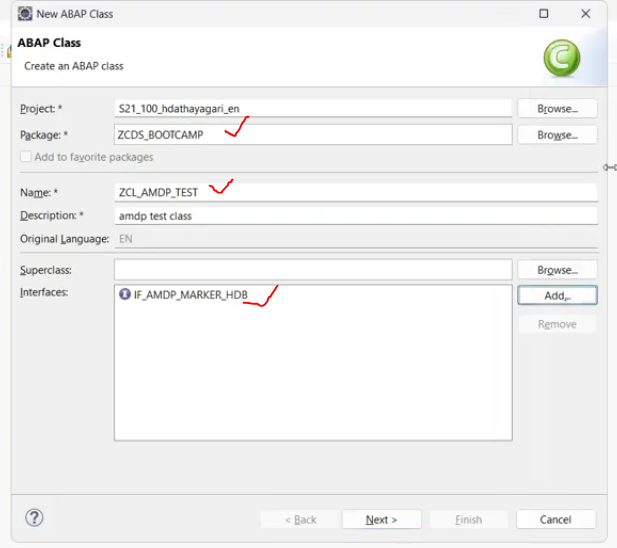 New ABAP Class
ABAP Class
Create an ABAP class
Project: * S21_100_hdathayagari_en Browse...
Package: * ZCDS_BOOTCAMP Browse...
Add to favorite packages
Name: * ZCL_AMDP_TEST
Description: * amdp test class
Original Language: EN
Superclass: Browse...
Interfaces: IF_AMDP_MARKER_HDB Add...
Remove
< Back Next > Finish Cancel